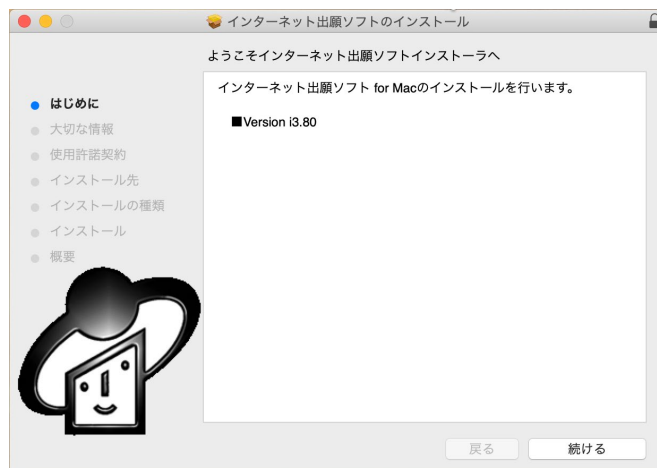 インターネット出願ソフトのインストール
ようこそインターネット出願ソフトインストーラへ
はじめに
大切な情報
使用許諾契約
インストール先
インストールの種類
インストール
概要
インターネット出願ソフト for Macのインストールを行います。
■Version i3.80
戻る
続ける